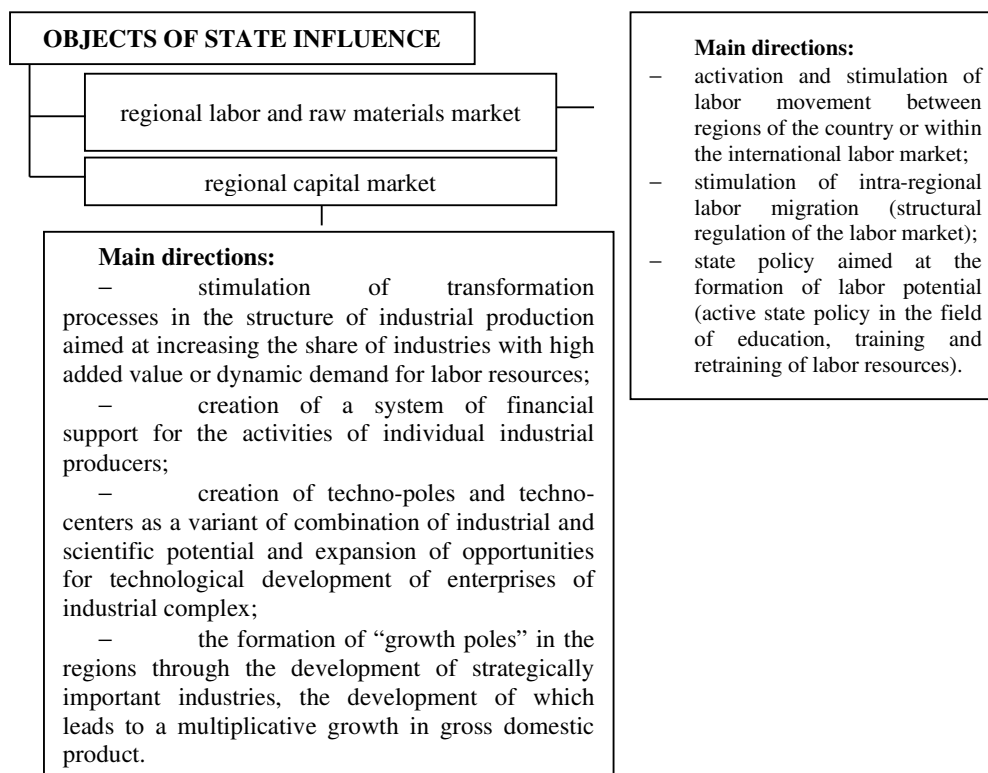 OBJECTS OF STATE INFLUENCE
regional labor and raw materials market
regional capital market
Main directions:
– stimulation of transformation
processes in the structure of industrial production
aimed at increasing the share of industries with high
added value or dynamic demand for labor resources;
– creation of a system of financial
support for the activities of individual industrial
producers;
– creation of techno-poles and techno-
centers as a variant of combination of industrial and
scientific potential and expansion of opportunities
for technological development of enterprises of
industrial complex;
– the formation of “growth poles” in the
regions through the development of strategically
important industries, the development of which
leads to a multiplicative growth in gross domestic
product.
Main directions:
– activation and stimulation of
labor movement between
regions of the country or within
the international labor market;
– stimulation of intra-regional
labor migration (structural
regulation of the labor market);
– state policy aimed at the
formation of labor potential
(active state policy in the field
of education, training and
retraining of labor resources).